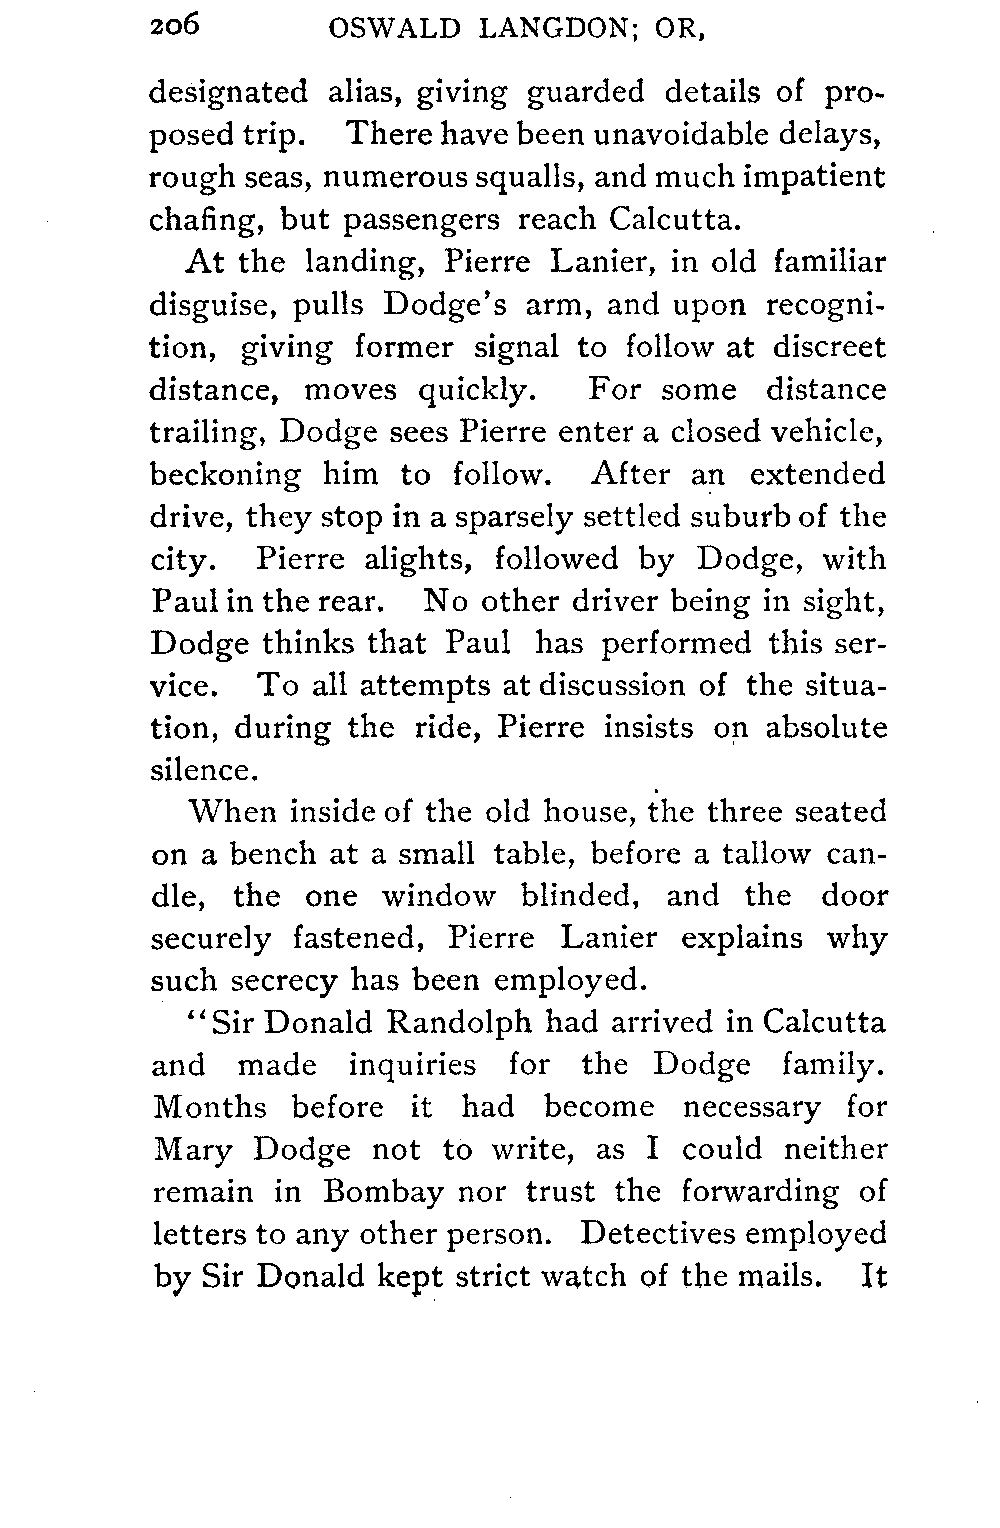 206 OSWALD LANGDON; OR,
designated alias, giving guarded details of pro-
posed trip. There have been unavoidable delays,
rough seas, numerous squalls, and much impatient
chafing, but passengers reach Calcutta.
At the landing, Pierre Lanier, in old familiar
disguise, pulls Dodge's arm, and upon recogni-
tion, giving former signal to follow at discreet
distance, moves quickly. For some distance
trailing, Dodge sees Pierre enter a closed vehicle,
beckoning him to follow. After an extended
drive, they stop in a sparsely settled suburb of the
city. Pierre alights, followed by Dodge, with
Paul in the rear. No other driver being in sight,
Dodge thinks that Paul has performed this ser-
vice. To all attempts at discussion of the situa-
tion, during the ride, Pierre insists on absolute
silence.
When inside of the old house, the three seated
on a bench at a small table, before a tallow can-
dle, the one window blinded, and the door
securely fastened, Pierre Lanier explains why
such secrecy has been employed.
"Sir Donald Randolph had arrived in Calcutta
and made inquiries for the Dodge family.
Months before it had become necessary for
Mary Dodge not to write, as I could neither
remain in Bombay nor trust the forwarding of
letters to any other person. Detectives employed
by Sir Donald kept strict watch of the mails. It